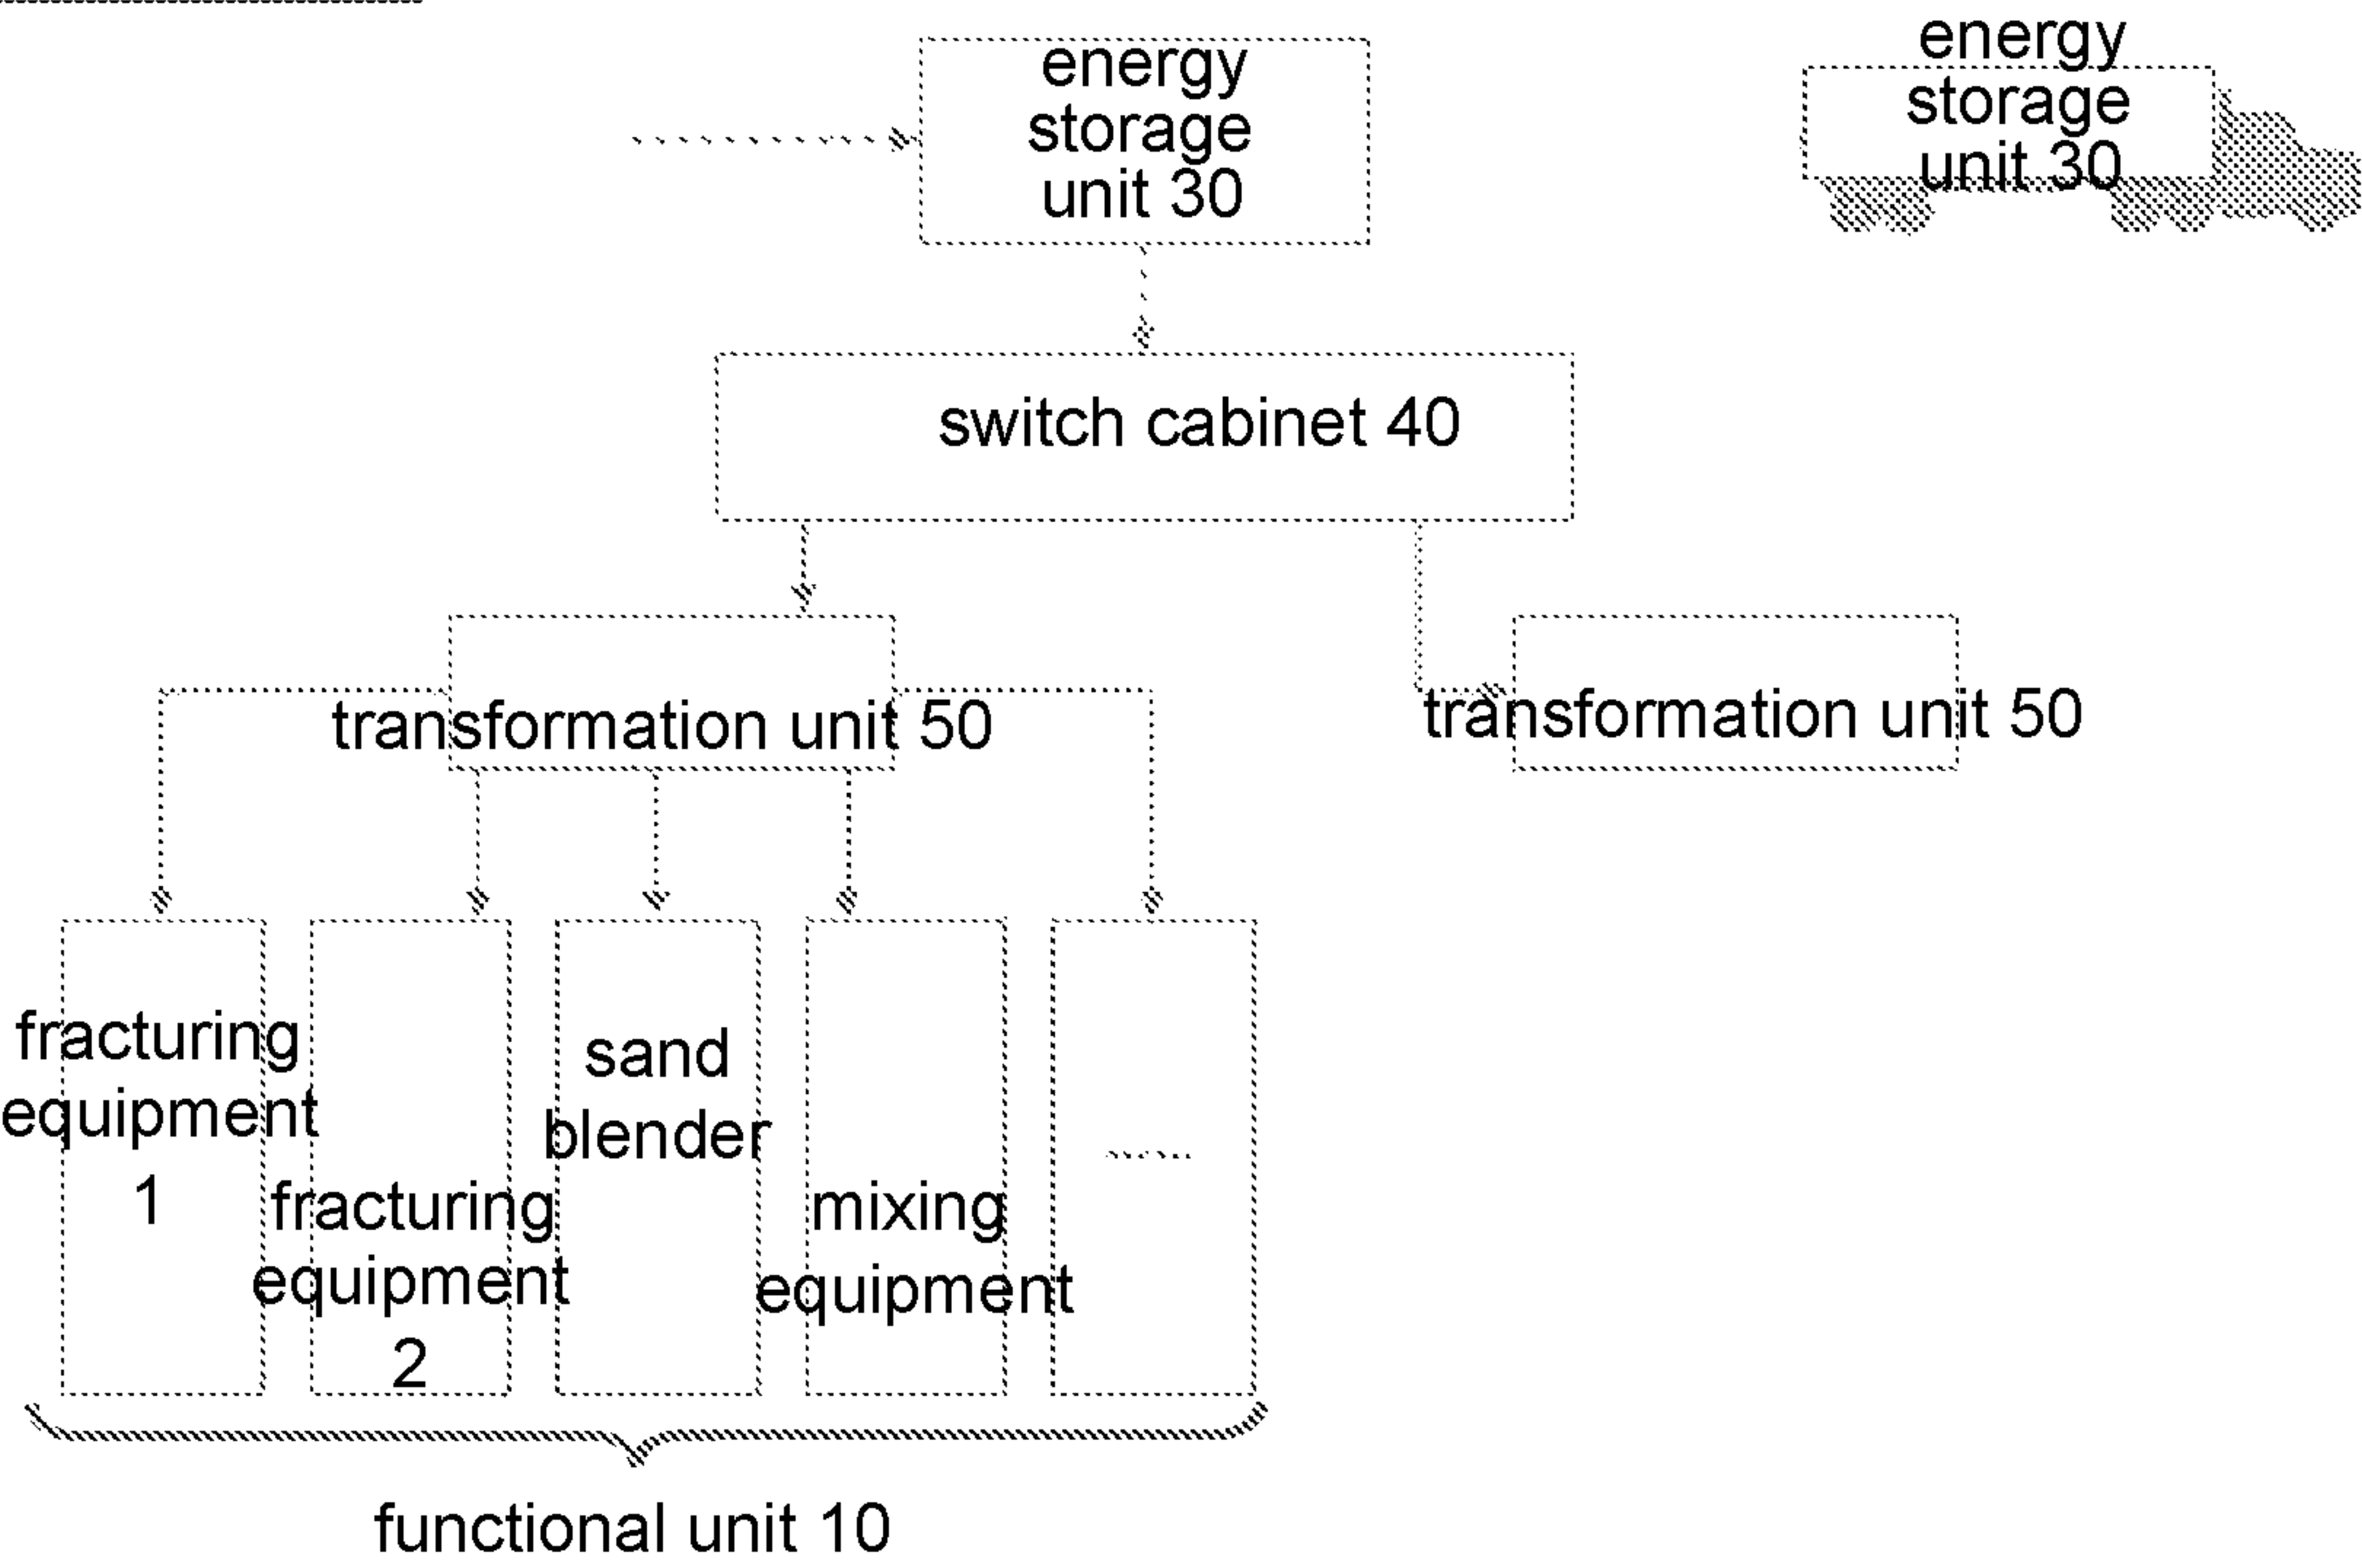 energy
storage
unit 30
energy
storage
unit 30
switch cabinet 40
transformation unit 50
transformation unit 50
fracturing
equipment
1
fracturing
equipment
2
sand
blender
mixing
equipment
......
functional unit 10